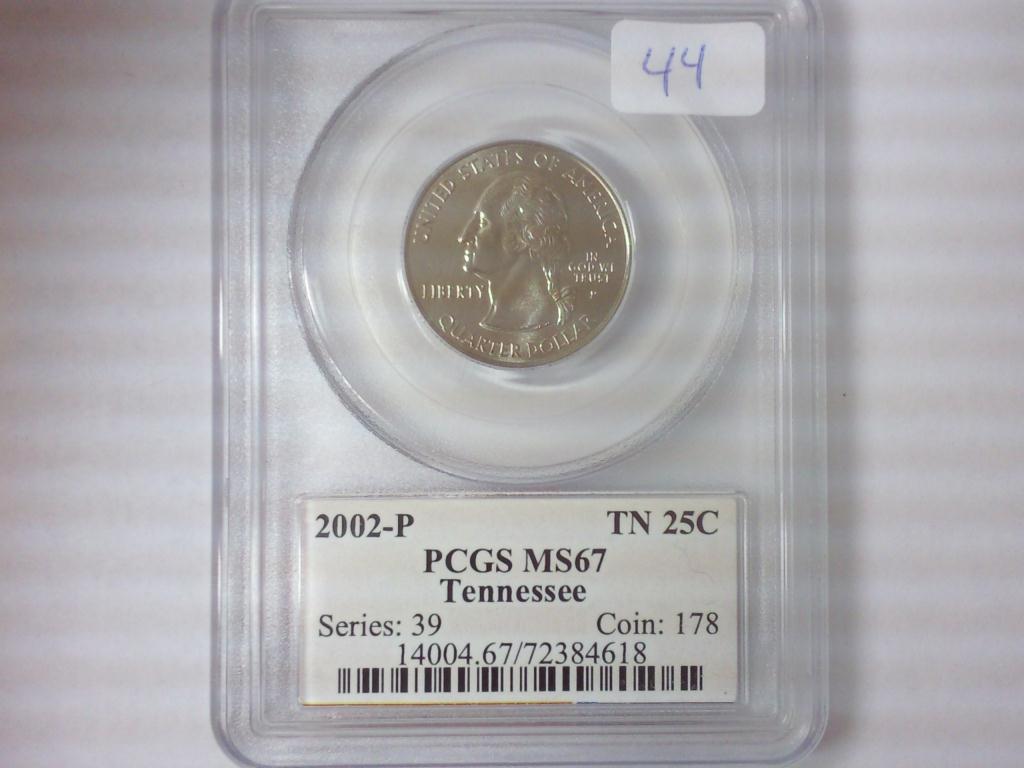 44
UNITED STATES OF AMERICA
LIBERTY
IN
GOD WE
TRUST
P
QUARTER DOLLAR
2002-P TN 25C
PCGS MS67
Tennessee
Series: 39 Coin: 178
14004.67/72384618